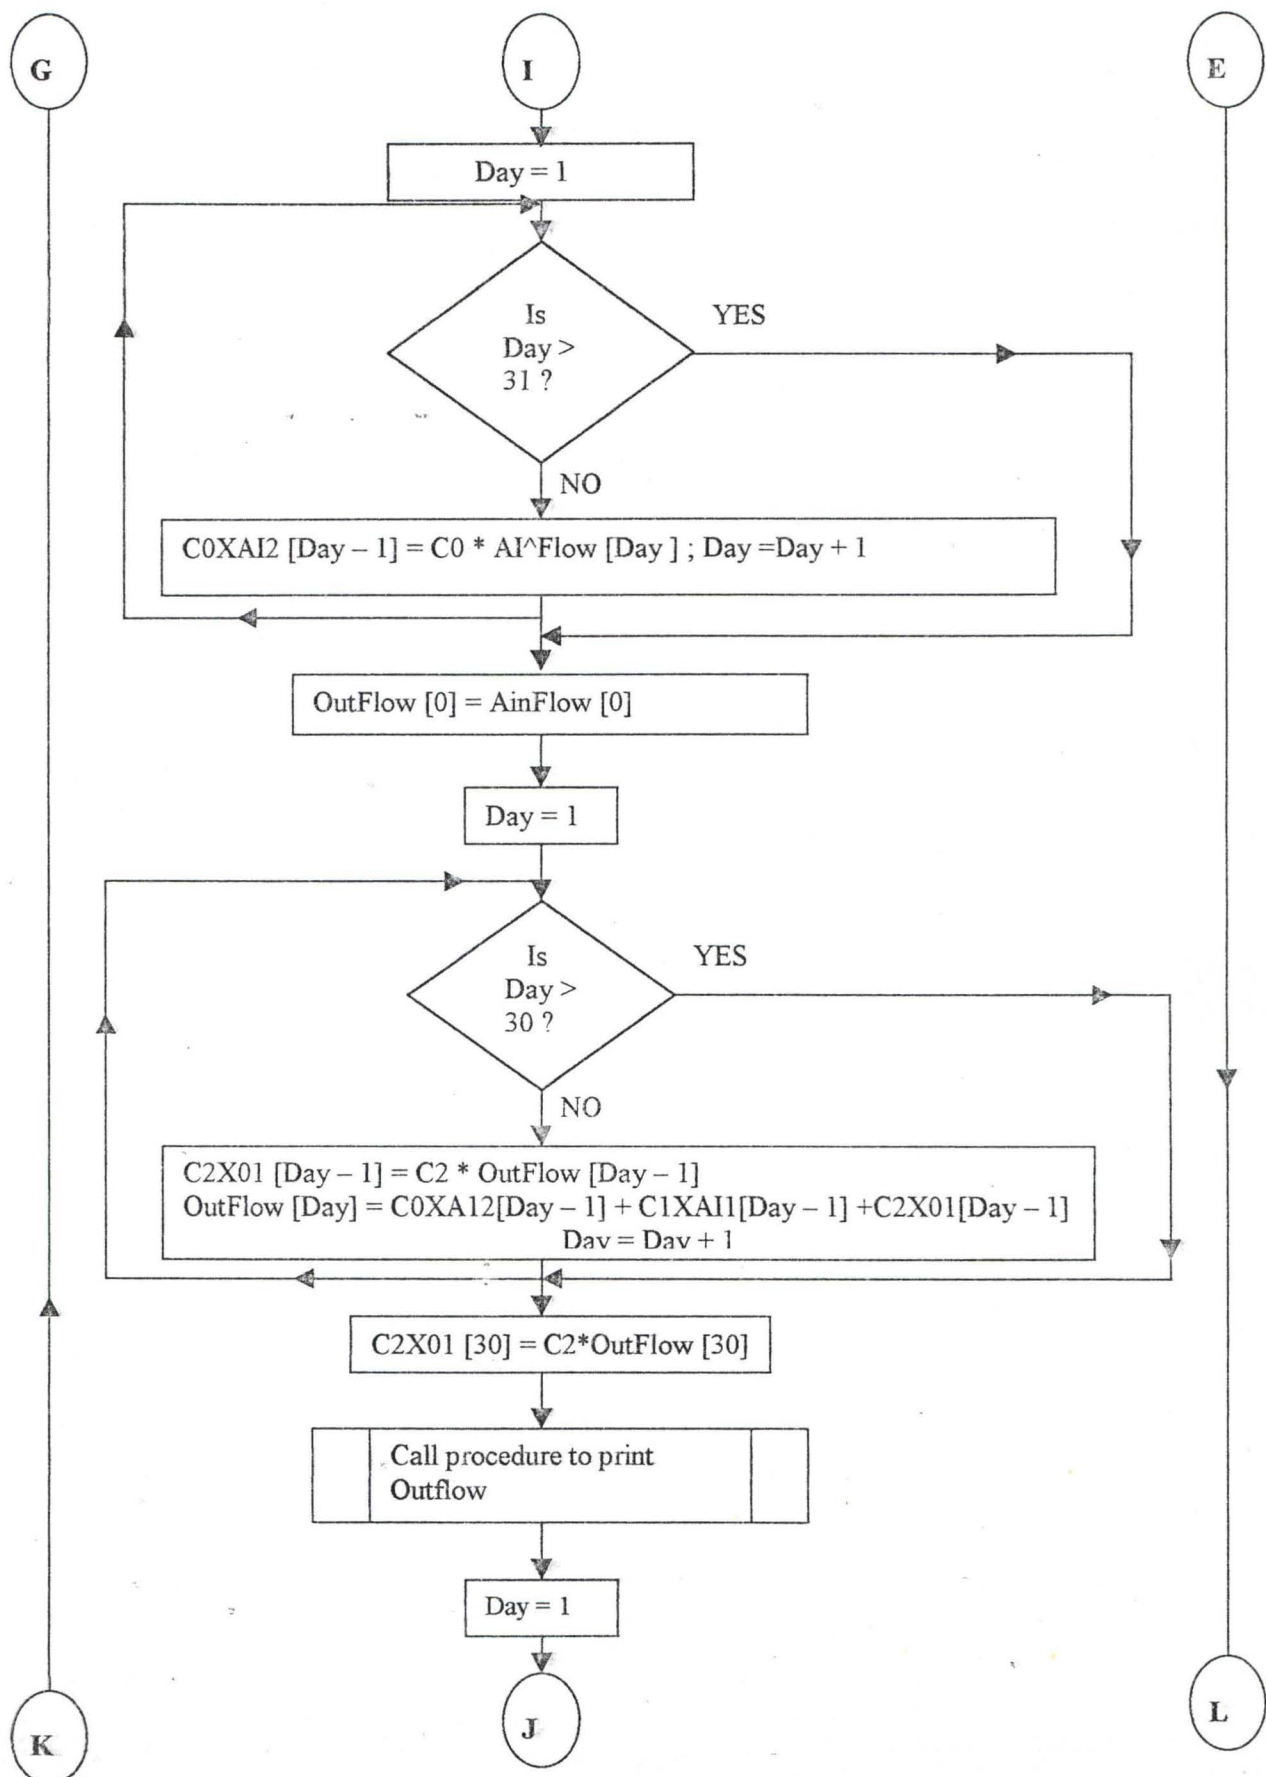 G
I
E
Day = 1
Is
Day >
31 ?
YES
NO
C0XAI2 [Day – 1] = C0 * AI^Flow [Day ] ; Day =Day + 1
OutFlow [0] = AinFlow [0]
Day = 1
Is
Day >
30 ?
YES
NO
C2X01 [Day – 1] = C2 * OutFlow [Day – 1]
OutFlow [Day] = C0XA12[Day – 1] + C1XAI1[Day – 1] +C2X01[Day – 1]
Day = Day + 1
C2X01 [30] = C2*OutFlow [30]
Call procedure to print
Outflow
Day = 1
K
J
L